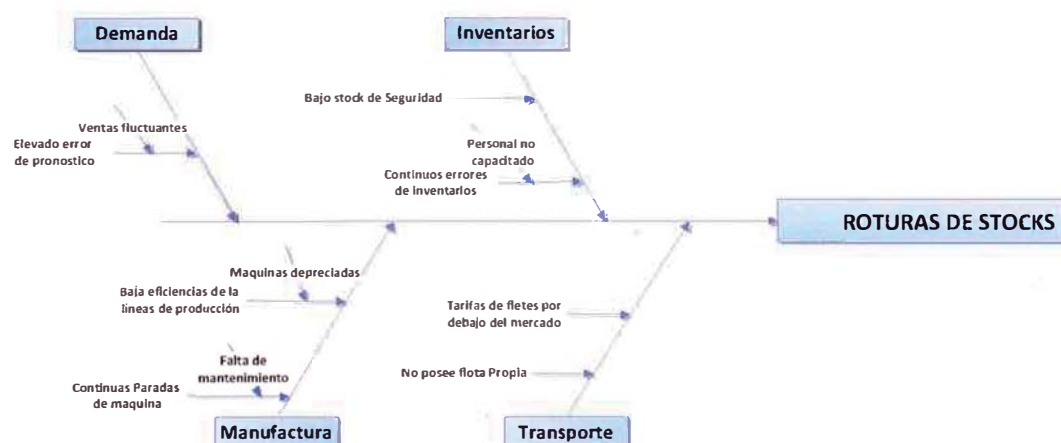 Demanda
Inventarios
Bajo stock de Seguridad
Ventas fluctuantes
Elevado error
de pronostico
Personal no
capacitado
Continuos errores
de inventarios
ROTURAS DE STOCKS
Maquinas depreciadas
Baja eficiencias de la
lineas de producción
Tarifas de fletes por
debajo del mercado
Falta de
mantenimiento
No posee flota Propia
Continuas Paradas
de maquina
Manufactura
Transporte